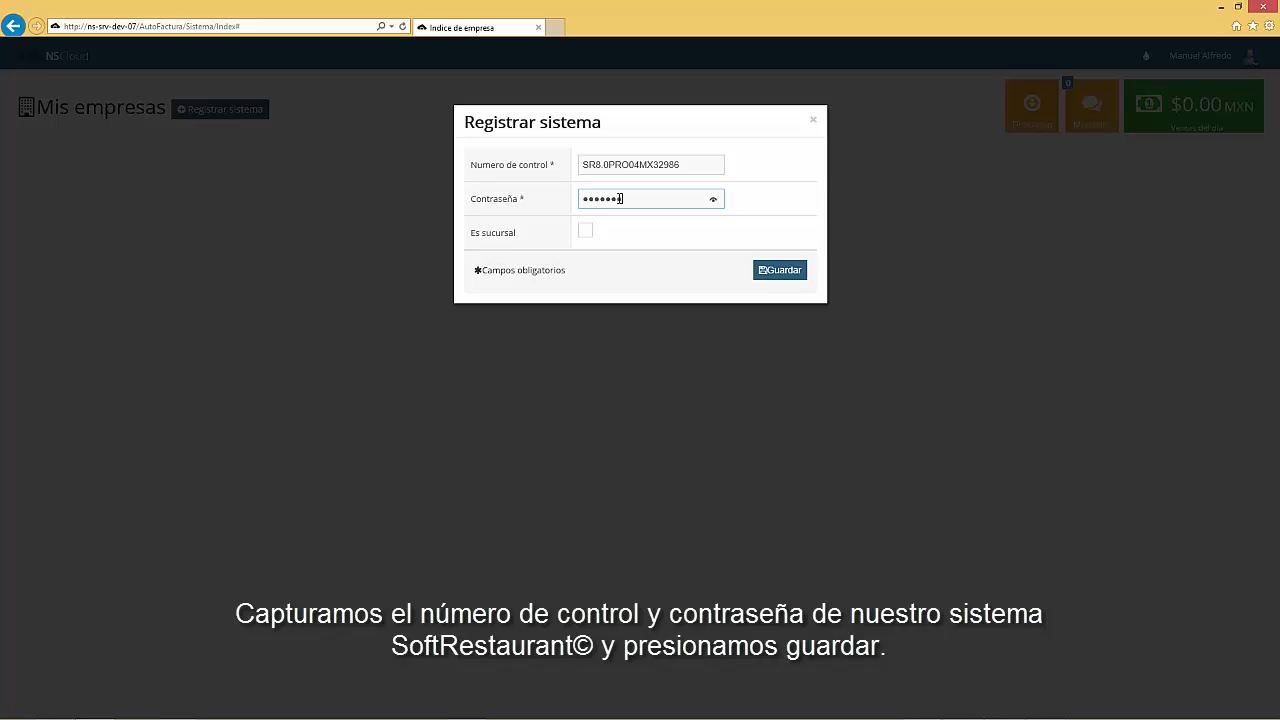 http://ns-srv-dev-07/AutoFactura/Sistema/Index#
Indice de empresa
NSCloud
Manuel Alfredo
Mis empresas
Registrar sistema
0
$0.00 MXN
Ventas del día
Registrar sistema
Numero de control *
SR8.0PRO04MX32986
Contraseña *
Es sucursal
✱Campos obligatorios
Guardar
Capturamos el número de control y contraseña de nuestro sistema
SoftRestaurant© y presionamos guardar.